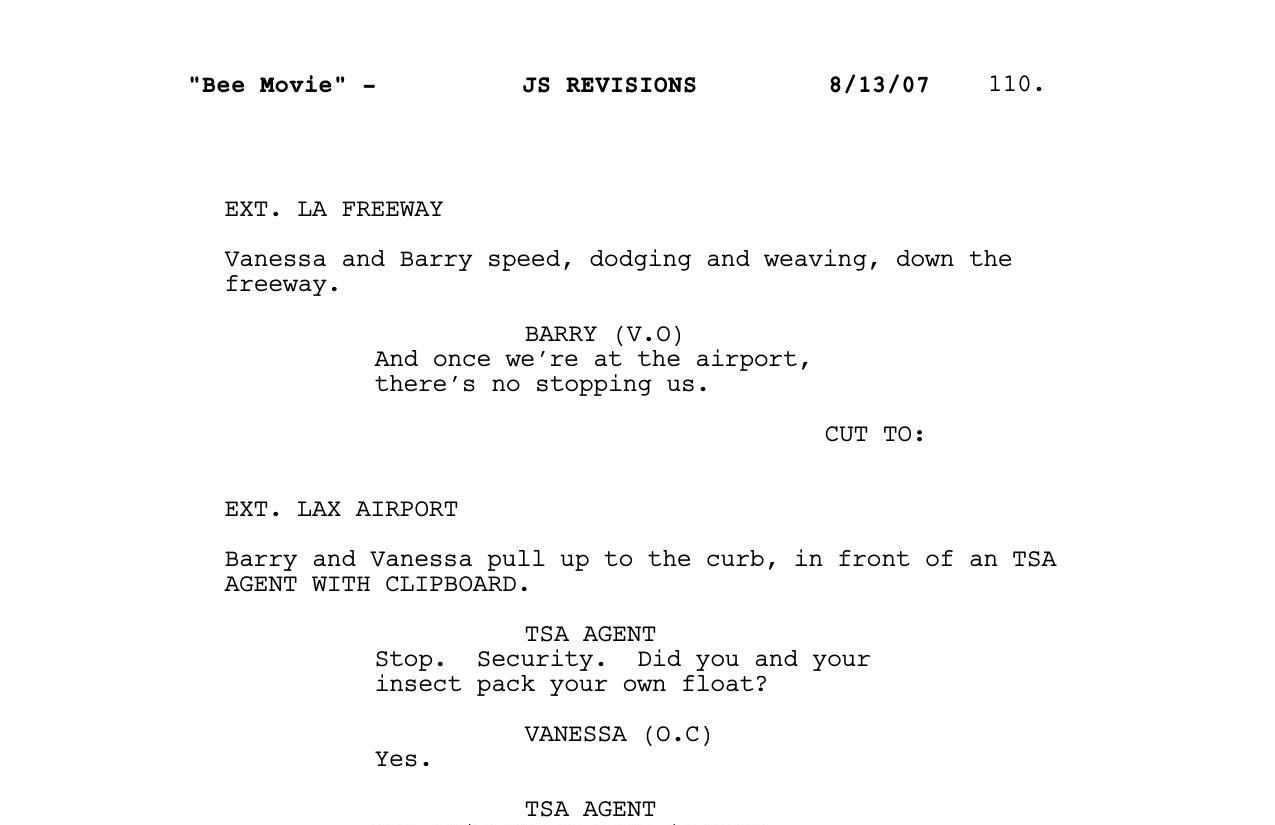 "Bee Movie" - JS REVISIONS 8/13/07 110.
EXT. LA FREEWAY
Vanessa and Barry speed, dodging and weaving, down the
freeway.
BARRY (V.O)
And once we're at the airport,
there's no stopping us.
CUT TO:
EXT. LAX AIRPORT
Barry and Vanessa pull up to the curb, in front of an TSA
AGENT WITH CLIPBOARD.
TSA AGENT
Stop.  Security.  Did you and your
insect pack your own float?
VANESSA (O.C)
Yes.
TSA AGENT